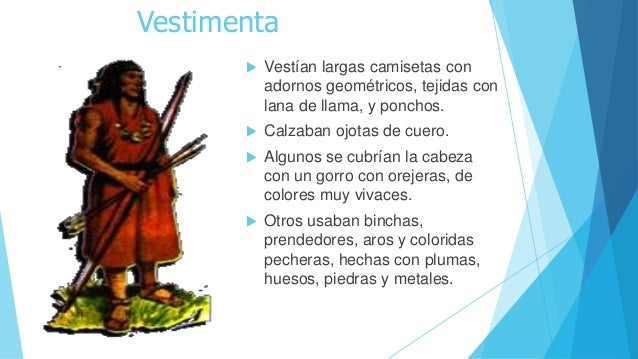 Vestimenta
Vestían largas camisetas con
adornos geométricos, tejidas con
lana de llama, y ponchos.
Calzaban ojotas de cuero.
Algunos se cubrían la cabeza
con un gorro con orejeras, de
colores muy vivaces.
Otros usaban binchas,
prendedores, aros y coloridas
pecheras, hechas con plumas,
huesos, piedras y metales.